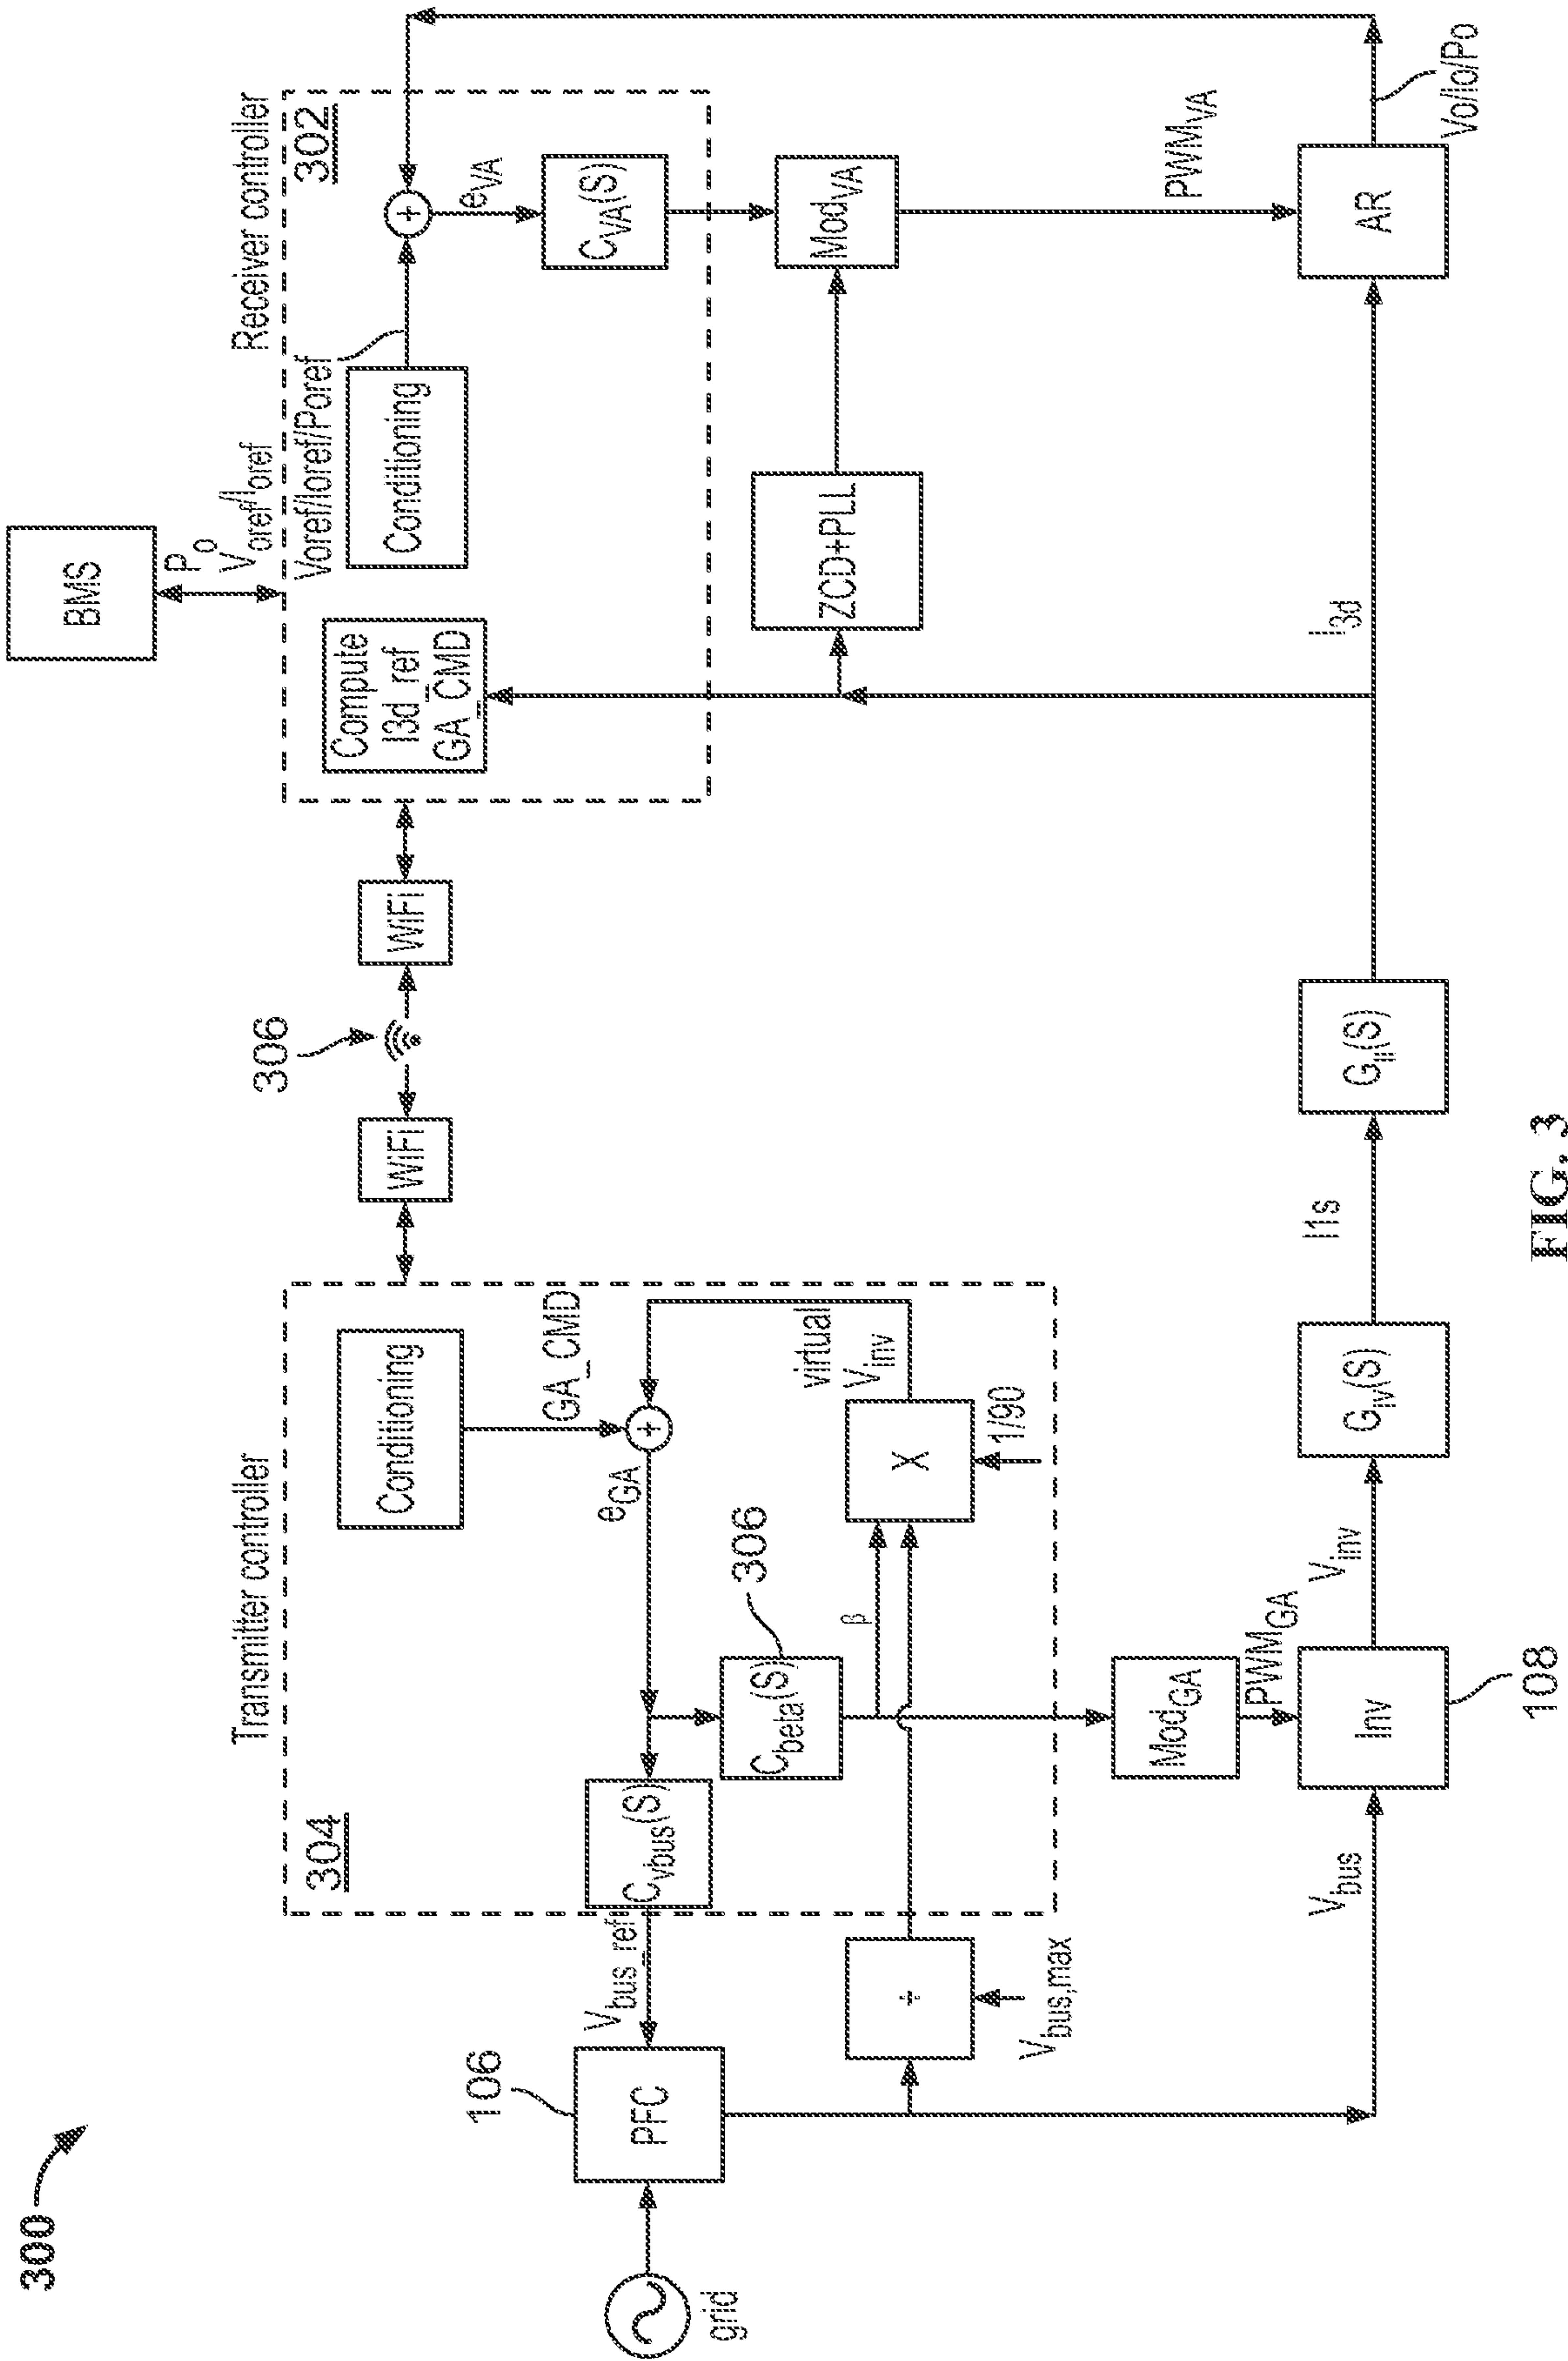 300
BMS
Po
Voref/Ioref
Receiver controller
302
Voref/Ioref/Poref
Compute
I3d_ref
GA_CMD
Conditioning
+
eVA
CVA(S)
ZCD+PLL
ModVA
PWMVA
AR
Vo/Io/Po
I3d
WiFi
306
WiFi
Transmitter controller
304
Conditioning
GA_CMD
+
eGA
virtual
Vinv
Cvbus(S)
Cbeta(S)
306
β
X
1/90
Vbus_ref
106
PFC
grid
÷
Vbus,max
ModGA
PWMGA
Vbus
Inv
108
Vinv
Giv(S)
I1s
Gii(S)
FIG. 3